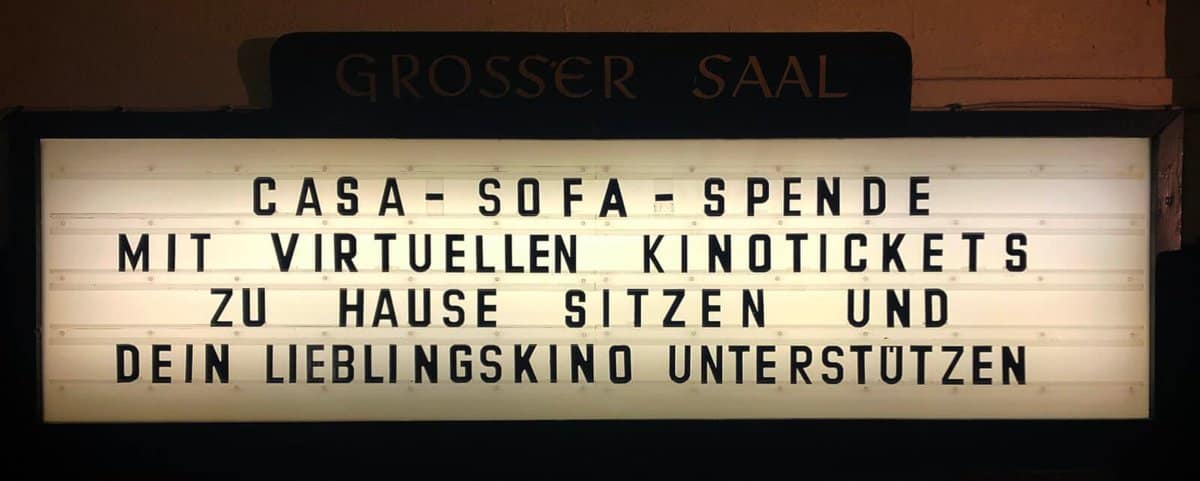 GROSSER SAAL
CASA-SOFA-SPENDE
MIT VIRTUELLEN KINOTICKETS
ZU HAUSE SITZEN UND
DEIN LIEBLINGSKINO UNTERSTÜTZEN